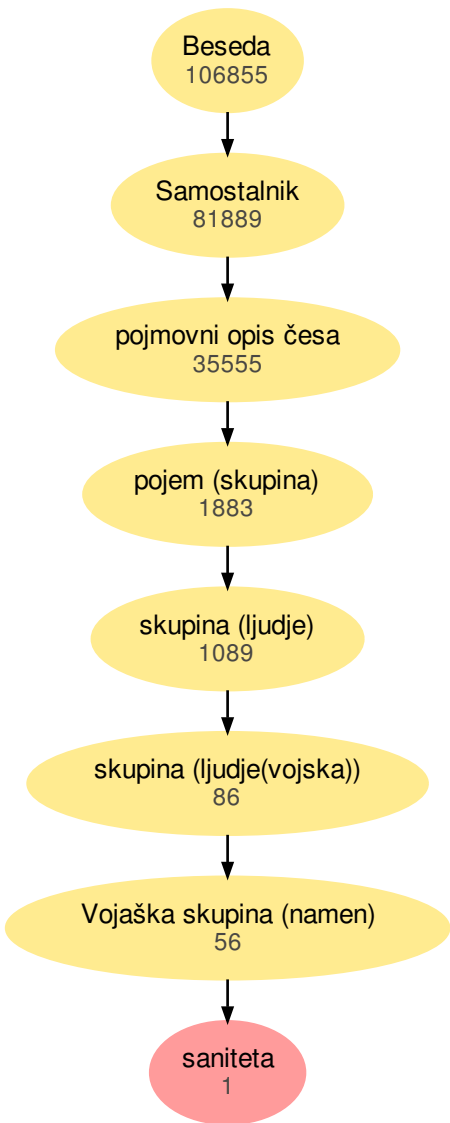 Beseda
106855
Samostalnik
81889
pojmovni opis česa
35555
pojem (skupina)
1883
skupina (ljudje)
1089
skupina (ljudje(vojska))
86
Vojaška skupina (namen)
56
saniteta
1